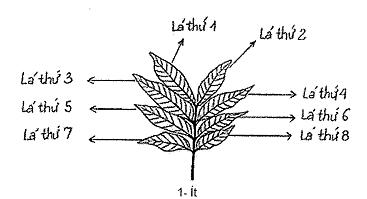 Lá thứ 1
Lá thứ 2
Lá thứ 3
Lá thứ 4
Lá thứ 5
Lá thứ 6
Lá thứ 7
Lá thứ 8
1- Ít